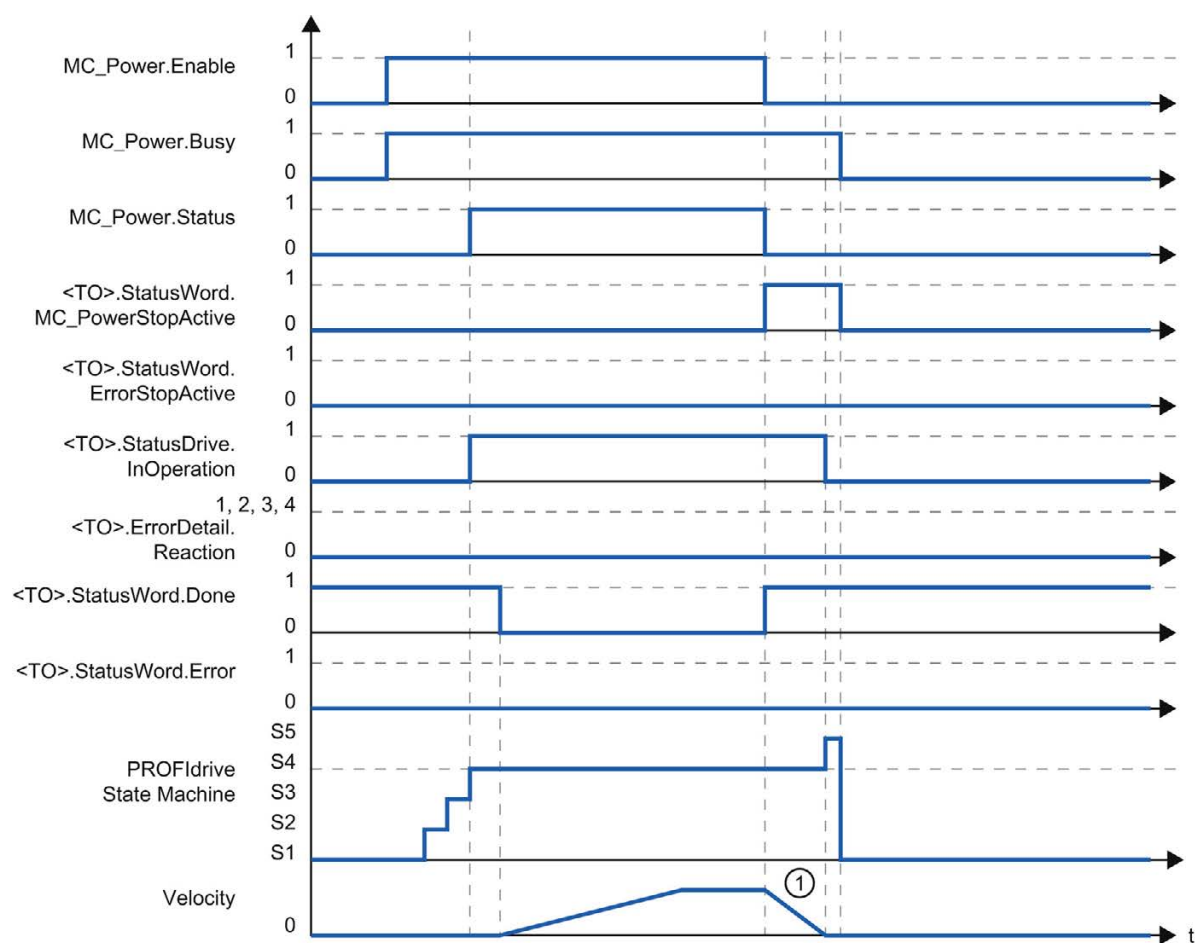 MC_Power.Enable
1
0
MC_Power.Busy
1
0
MC_Power.Status
1
0
<TO>.StatusWord.
MC_PowerStopActive
1
0
<TO>.StatusWord.
ErrorStopActive
1
0
<TO>.StatusDrive.
InOperation
1
0
1, 2, 3, 4
<TO>.ErrorDetail.
Reaction
0
<TO>.StatusWord.Done
1
0
<TO>.StatusWord.Error
1
0
PROFIdrive
State Machine
S5
S4
S3
S2
S1
Velocity
0
1
t